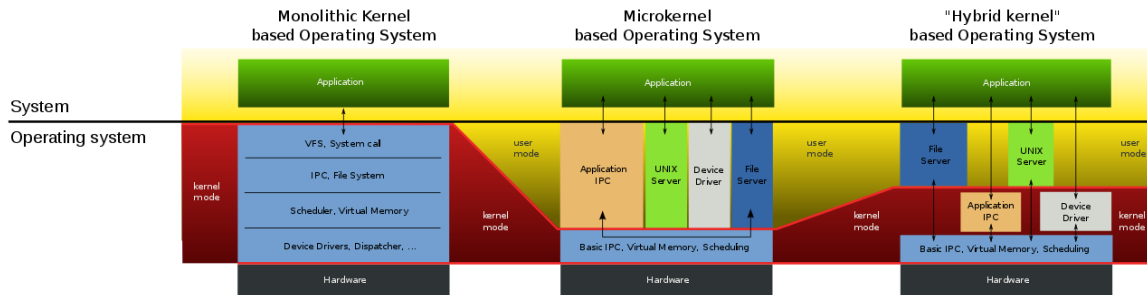 Monolithic Kernel
based Operating System
Microkernel
based Operating System
"Hybrid kernel"
based Operating System
System
Operating system
Application
VFS, System call
IPC, File System
Scheduler, Virtual Memory
Device Drivers, Dispatcher, ...
Hardware
kernel
mode
kernel
mode
user
mode
Application
Application
IPC
UNIX
Server
Device
Driver
File
Server
Basic IPC, Virtual Memory, Scheduling
Hardware
user
mode
kernel
mode
Application
File
Server
UNIX
Server
Application
IPC
Device
Driver
Basic IPC, Virtual Memory, Scheduling
Hardware
user
mode
kernel
mode